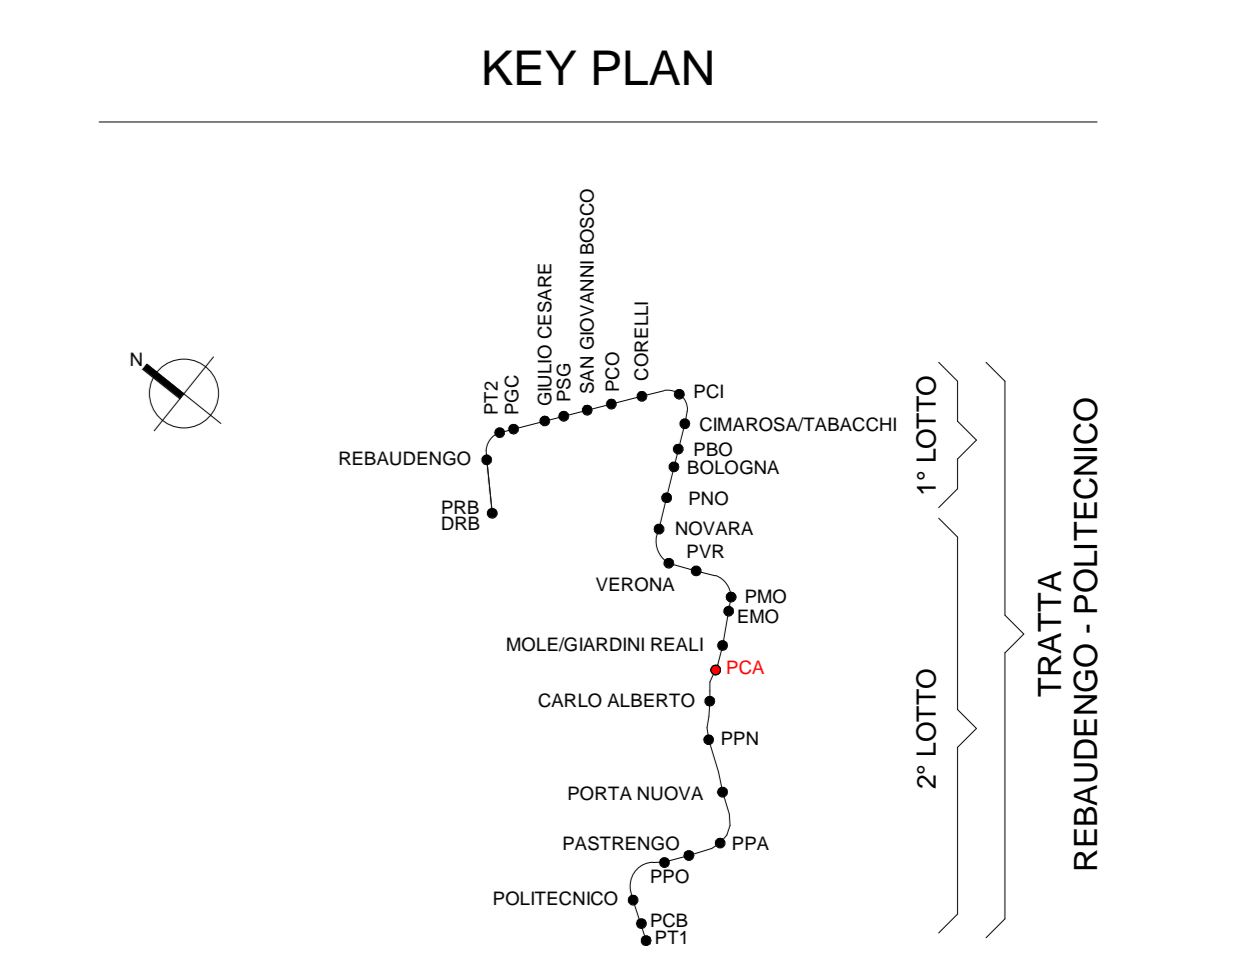 KEY PLAN
N
PT2
PGC
GIULIO CESARE
PSG
SAN GIOVANNI BOSCO
PCO
CORELLI
PCI
CIMAROSA/TABACCHI
REBAUDENGO
PBO
BOLOGNA
PRB
DRB
PNO
NOVARA
PVR
VERONA
PMO
EMO
MOLE/GIARDINI REALI
PCA
CARLO ALBERTO
PPN
PORTA NUOVA
PASTRENGO
PPA
PPO
POLITECNICO
PCB
PT1
1° LOTTO
2° LOTTO
TRATTA
REBAUDENGO - POLITECNICO